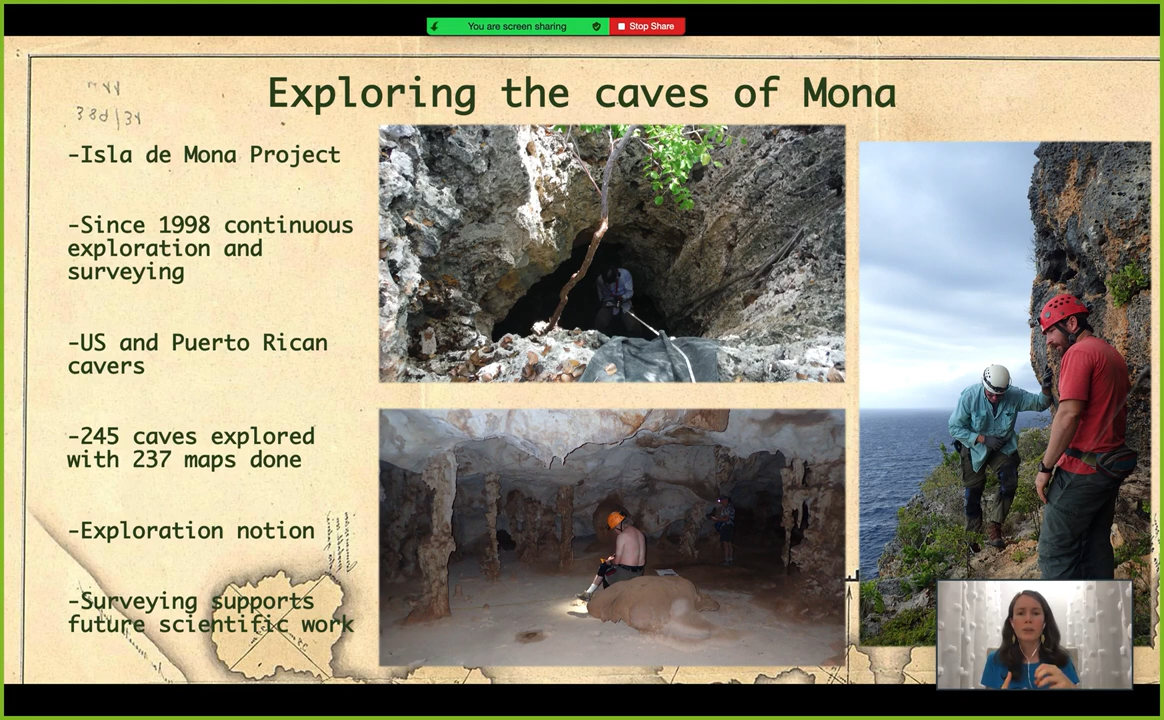 You are screen sharing
Stop Share
Exploring the caves of Mona
-Isla de Mona Project
-Since 1998 continuous
exploration and
surveying
-US and Puerto Rican
cavers
-245 caves explored
with 237 maps done
-Exploration notion
-Surveying supports
future scientific work